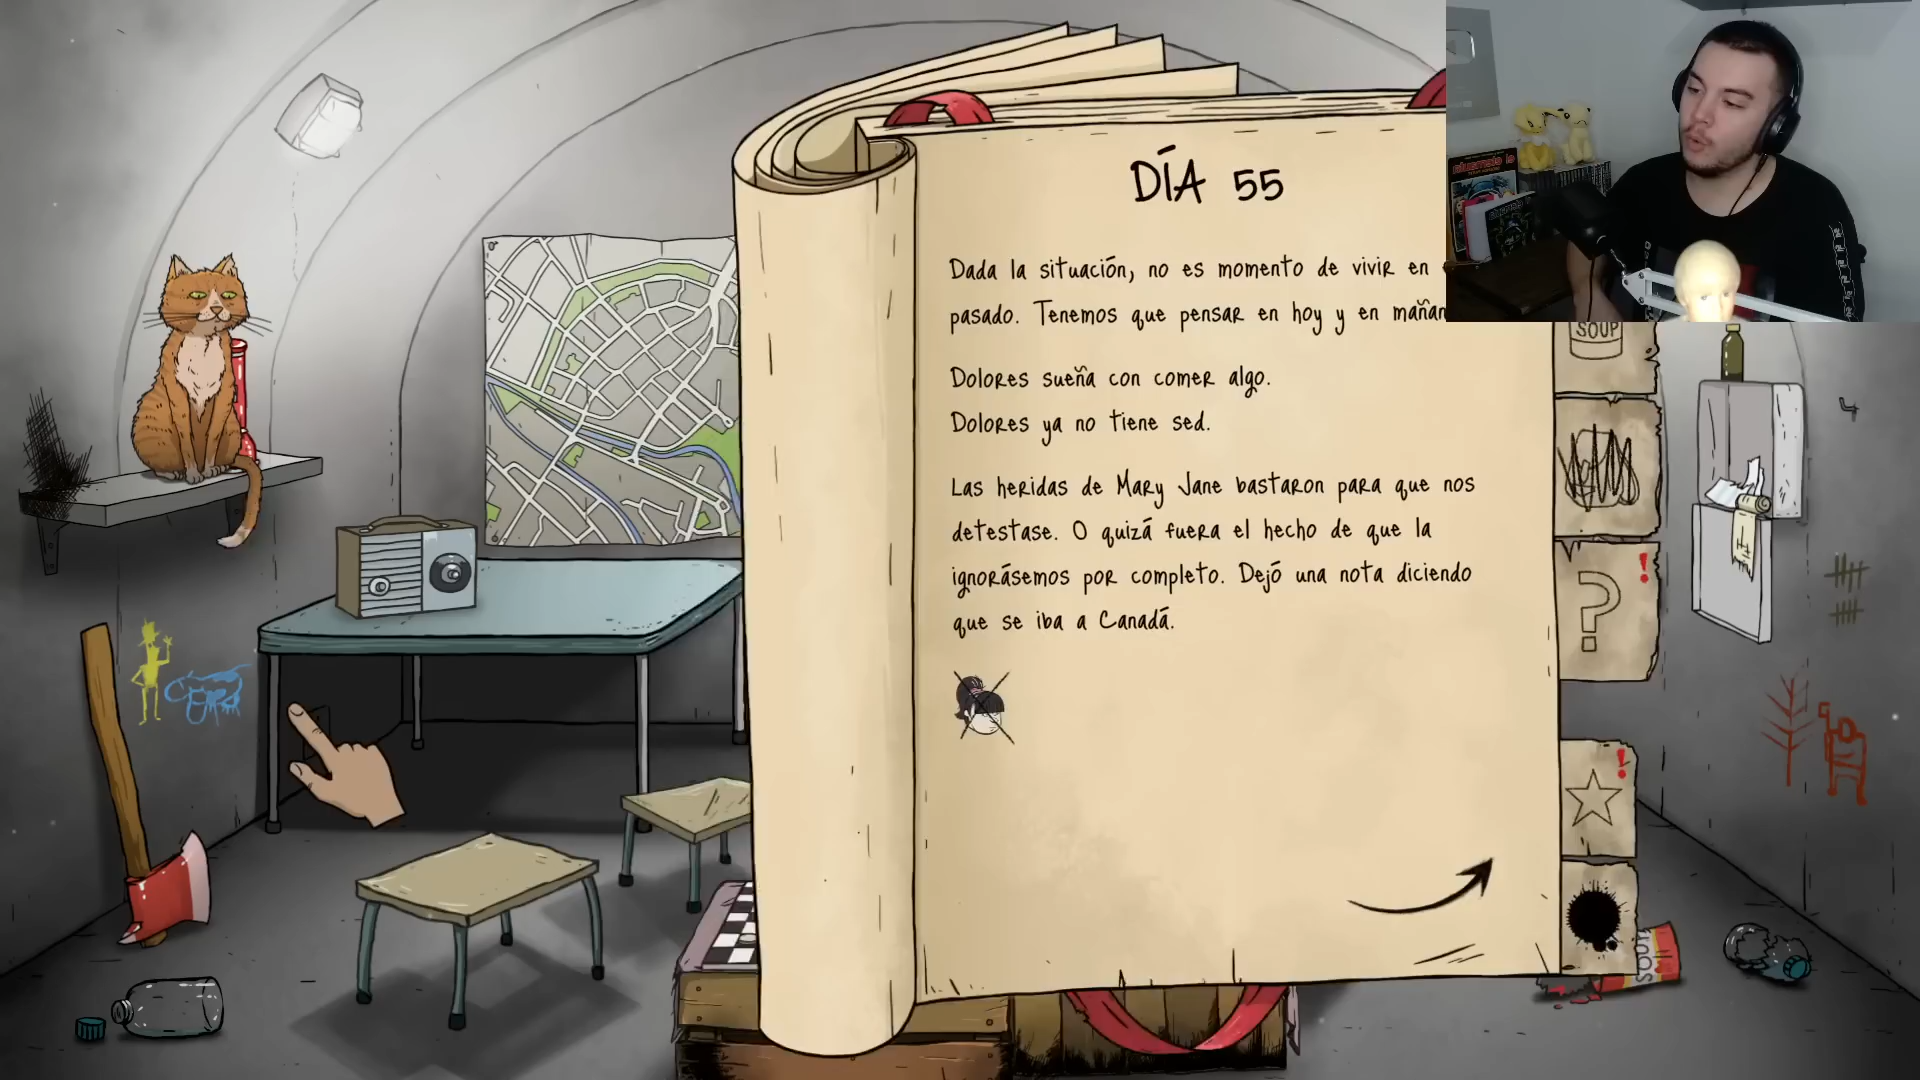 DÍA 55
Dada la situación, no es momento de vivir en
pasado. Tenemos que pensar en hoy y en mañan
Dolores sueña con comer algo.
Dolores ya no tiene sed.
Las heridas de Mary Jane bastaron para que nos
detestase. O quizá fuera el hecho de que la
ignorásemos por completo. Dejó una nota diciendo
que se iba a Canadá.
SOUP
SOUP